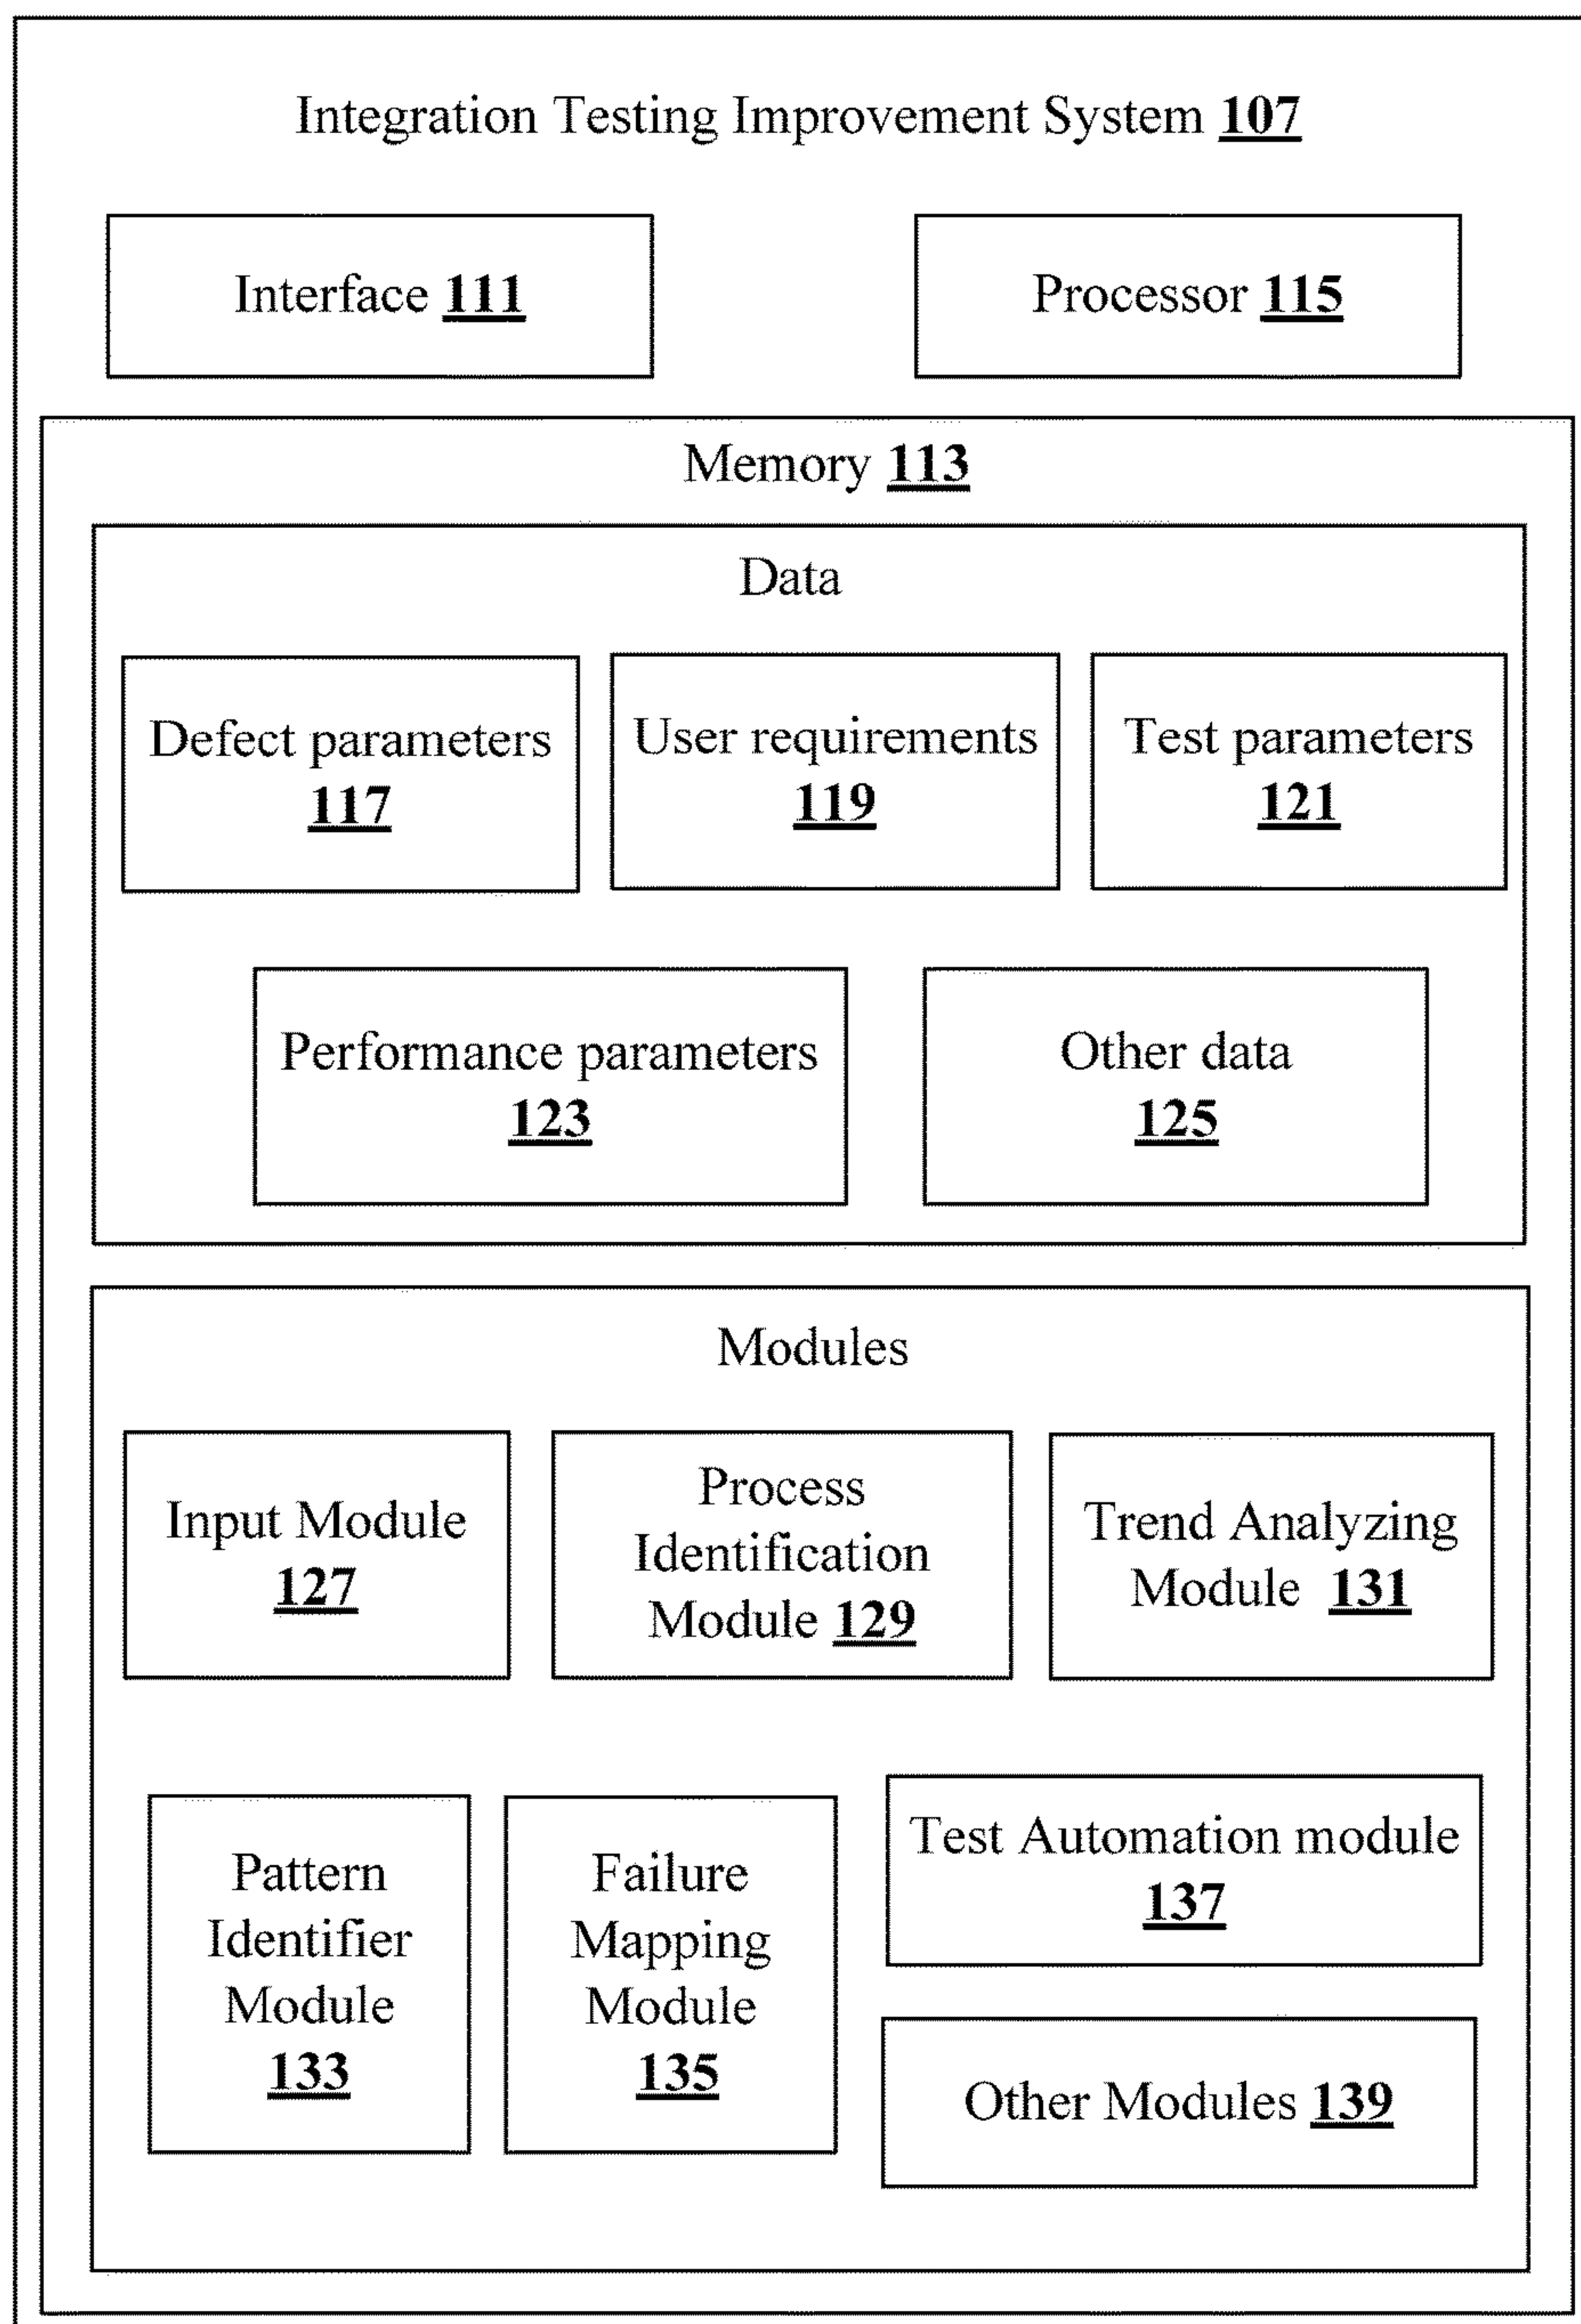 Integration Testing Improvement System 107
Interface 111
Processor 115
Memory 113
Data
Defect parameters
117
User requirements
119
Test parameters
121
Performance parameters
123
Other data
125
Modules
Input Module
127
Process
Identification
Module 129
Trend Analyzing
Module 131
Pattern
Identifier
Module
133
Failure
Mapping
Module
135
Test Automation module
137
Other Modules 139